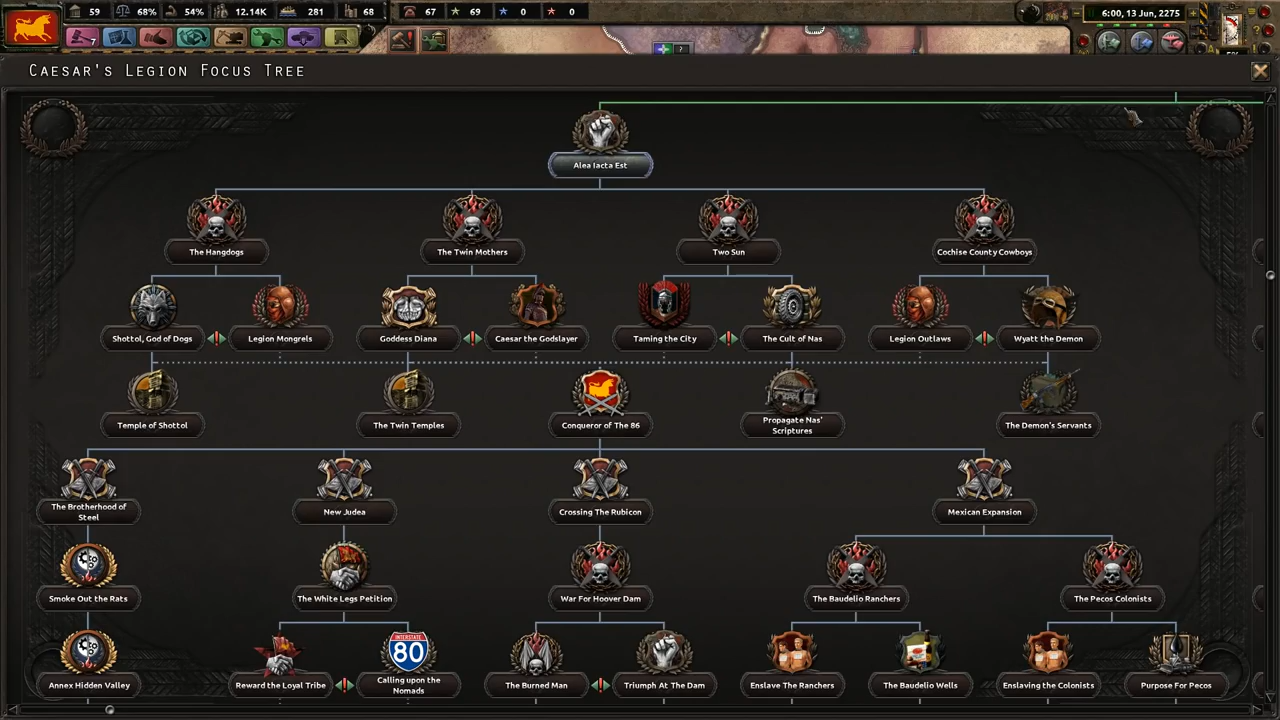 59 68% 54% 12.14K 281 68 67 69 0 0 6:00, 13 Jun, 2275
7
?
Caesar's Legion Focus Tree
Alea Iacta Est
The Hangdogs The Twin Mothers Two Sun Cochise County Cowboys
Shottol, God of Dogs Legion Mongrels Goddess Diana Caesar the Godslayer Taming the City The Cult of Nas Legion Outlaws Wyatt the Demon
Temple of Shottol The Twin Temples Conqueror of The 86 Propagate Nas'
Scriptures The Demon's Servants
The Brotherhood of
Steel New Judea Crossing The Rubicon Mexican Expansion
Smoke Out the Rats The White Legs Petition War For Hoover Dam The Baudelio Ranchers The Pecos Colonists
INTERSTATE
80
Annex Hidden Valley Reward the Loyal Tribe Calling upon the
Nomads The Burned Man Triumph At The Dam Enslave The Ranchers The Baudelio Wells Enslaving the Colonists Purpose For Pecos